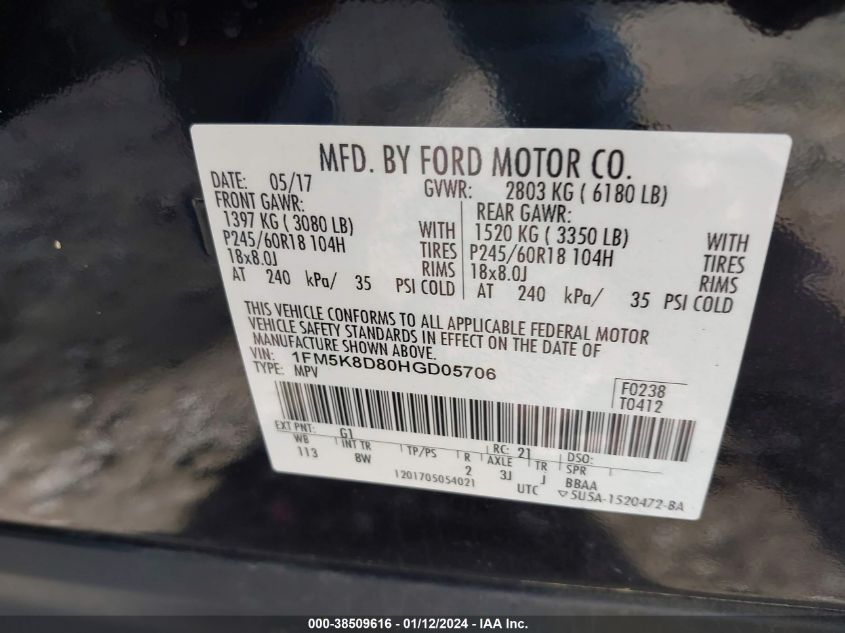 MFD. BY FORD MOTOR CO.
DATE: 05/17 GVWR: 2803 KG ( 6180 LB)
FRONT GAWR: REAR GAWR:
1397 KG ( 3080 LB) WITH 1520 KG ( 3350 LB) WITH
P245/60R18 104H TIRES P245/60R18 104H TIRES
18x8.0J RIMS 18x8.0J RIMS
AT 240 kPa/ 35 PSI COLD AT 240 kPa/ 35 PSI COLD
THIS VEHICLE CONFORMS TO ALL APPLICABLE FEDERAL MOTOR
VEHICLE SAFETY STANDARDS IN EFFECT ON THE DATE OF
MANUFACTURE SHOWN ABOVE.
VIN: 1FM5K8D80HGD05706
TYPE: MPV
F0238
T0412
EXT PNT: G1 RC: 21 DSO:
WB INT TR TP/PS R AXLE TR SPR
113 8W 2 3J J BBAA
1201705054021 UTC ▽5U5A-1520472-BA
000-38509616 - 01/12/2024 - IAAI.COM